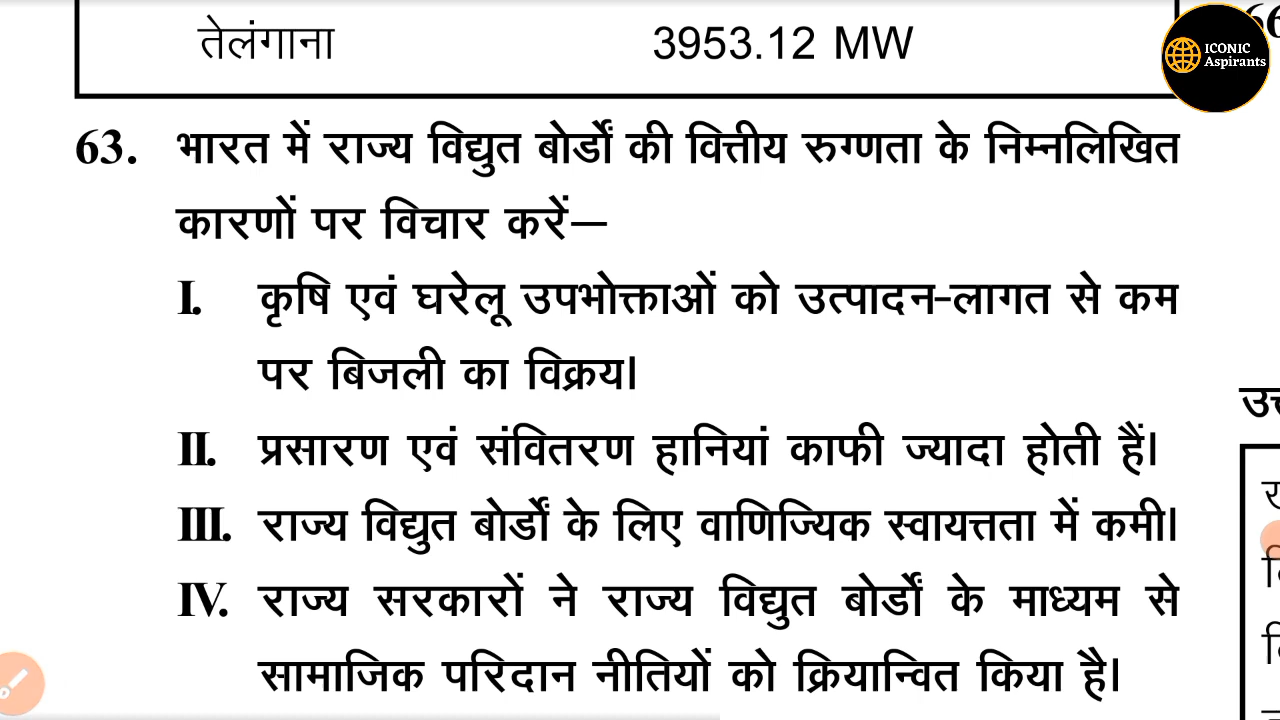 तेलंगाना 3953.12 MW
ICONIC
Aspirants
63. भारत में राज्य विद्युत बोर्डों की वित्तीय रुग्णता के निम्नलिखित
कारणों पर विचार करें—
I. कृषि एवं घरेलू उपभोक्ताओं को उत्पादन-लागत से कम
पर बिजली का विक्रय।
II. प्रसारण एवं संवितरण हानियां काफी ज्यादा होती हैं।
III. राज्य विद्युत बोर्डों के लिए वाणिज्यिक स्वायत्तता में कमी।
IV. राज्य सरकारों ने राज्य विद्युत बोर्डों के माध्यम से
सामाजिक परिदान नीतियों को क्रियान्वित किया है।